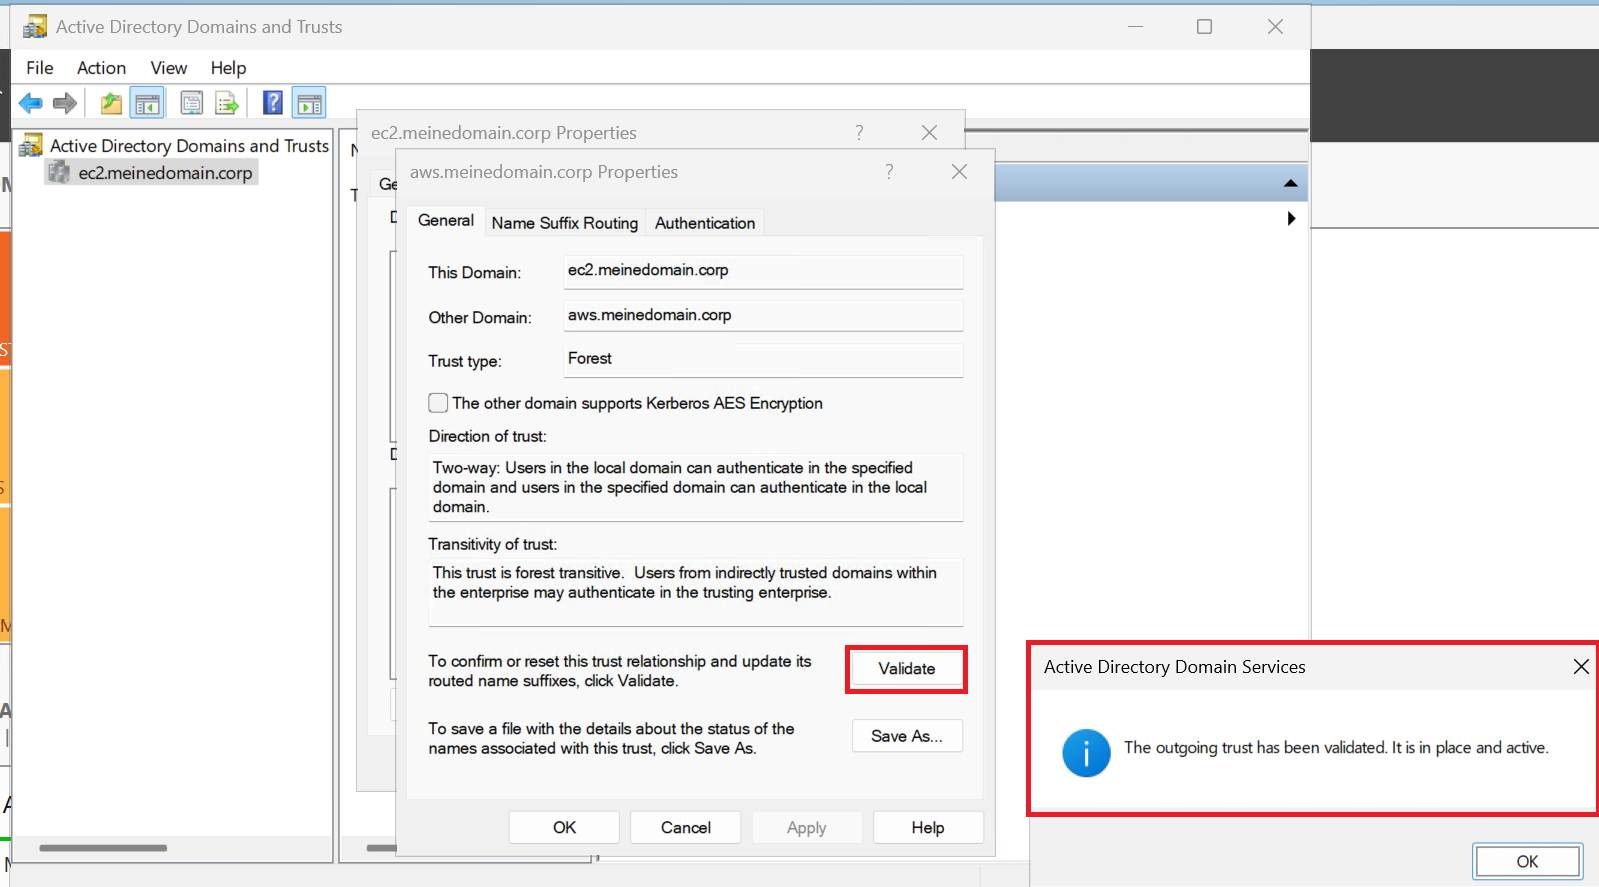 Active Directory Domains and Trusts
File Action View Help
Active Directory Domains and Trusts
ec2.meinedomain.corp
ec2.meinedomain.corp Properties
?
Ge
aws.meinedomain.corp Properties
?
General Name Suffix Routing Authentication
This Domain: ec2.meinedomain.corp
Other Domain: aws.meinedomain.corp
Trust type: Forest
The other domain supports Kerberos AES Encryption
Direction of trust:
Two-way: Users in the local domain can authenticate in the specified
domain and users in the specified domain can authenticate in the local
domain.
Transitivity of trust:
This trust is forest transitive. Users from indirectly trusted domains within
the enterprise may authenticate in the trusting enterprise.
To confirm or reset this trust relationship and update its
routed name suffixes, click Validate.
Validate
To save a file with the details about the status of the
names associated with this trust, click Save As.
Save As...
OK Cancel Apply Help
Active Directory Domain Services
The outgoing trust has been validated. It is in place and active.
OK